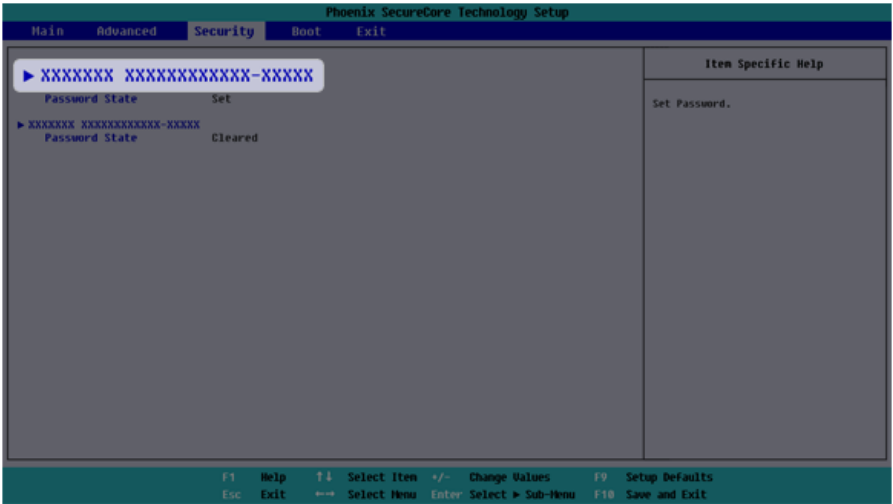 Phoenix SecureCore Technology Setup
Main Advanced Security Boot Exit
▶ XXXXXXX XXXXXXXXXXXX-XXXXX
Password State Set
▶ XXXXXXX XXXXXXXXXXXX-XXXXX
Password State Cleared
Item Specific Help
Set Password.
F1 Help ↑↓ Select Item +/- Change Values F9 Setup Defaults
Esc Exit ←→ Select Menu Enter Select ▶ Sub-Menu F10 Save and Exit